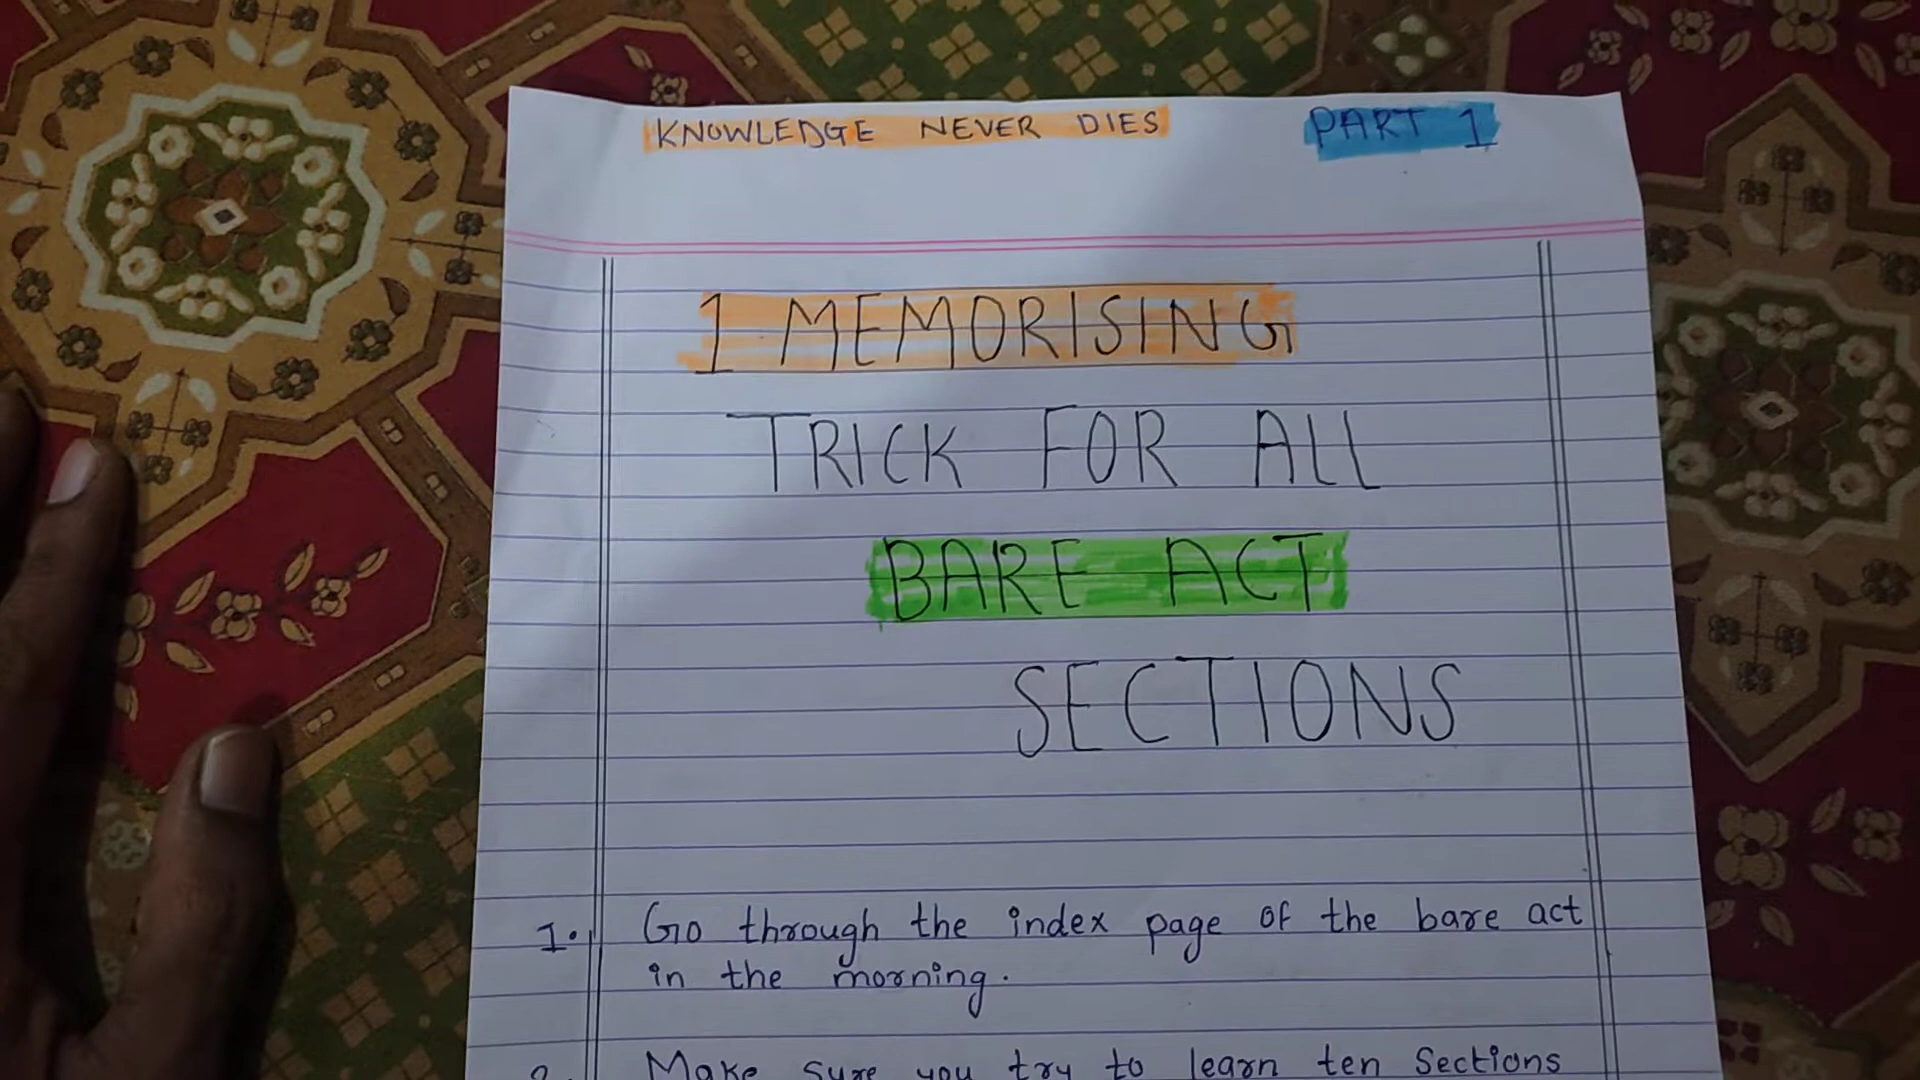 KNOWLEDGE NEVER DIES
PART 1
1 MEMORISING
TRICK FOR ALL
BARE ACT
SECTIONS
1. Go through the index page of the bare act
in the morning.
2. Make sure you try to learn ten Sections